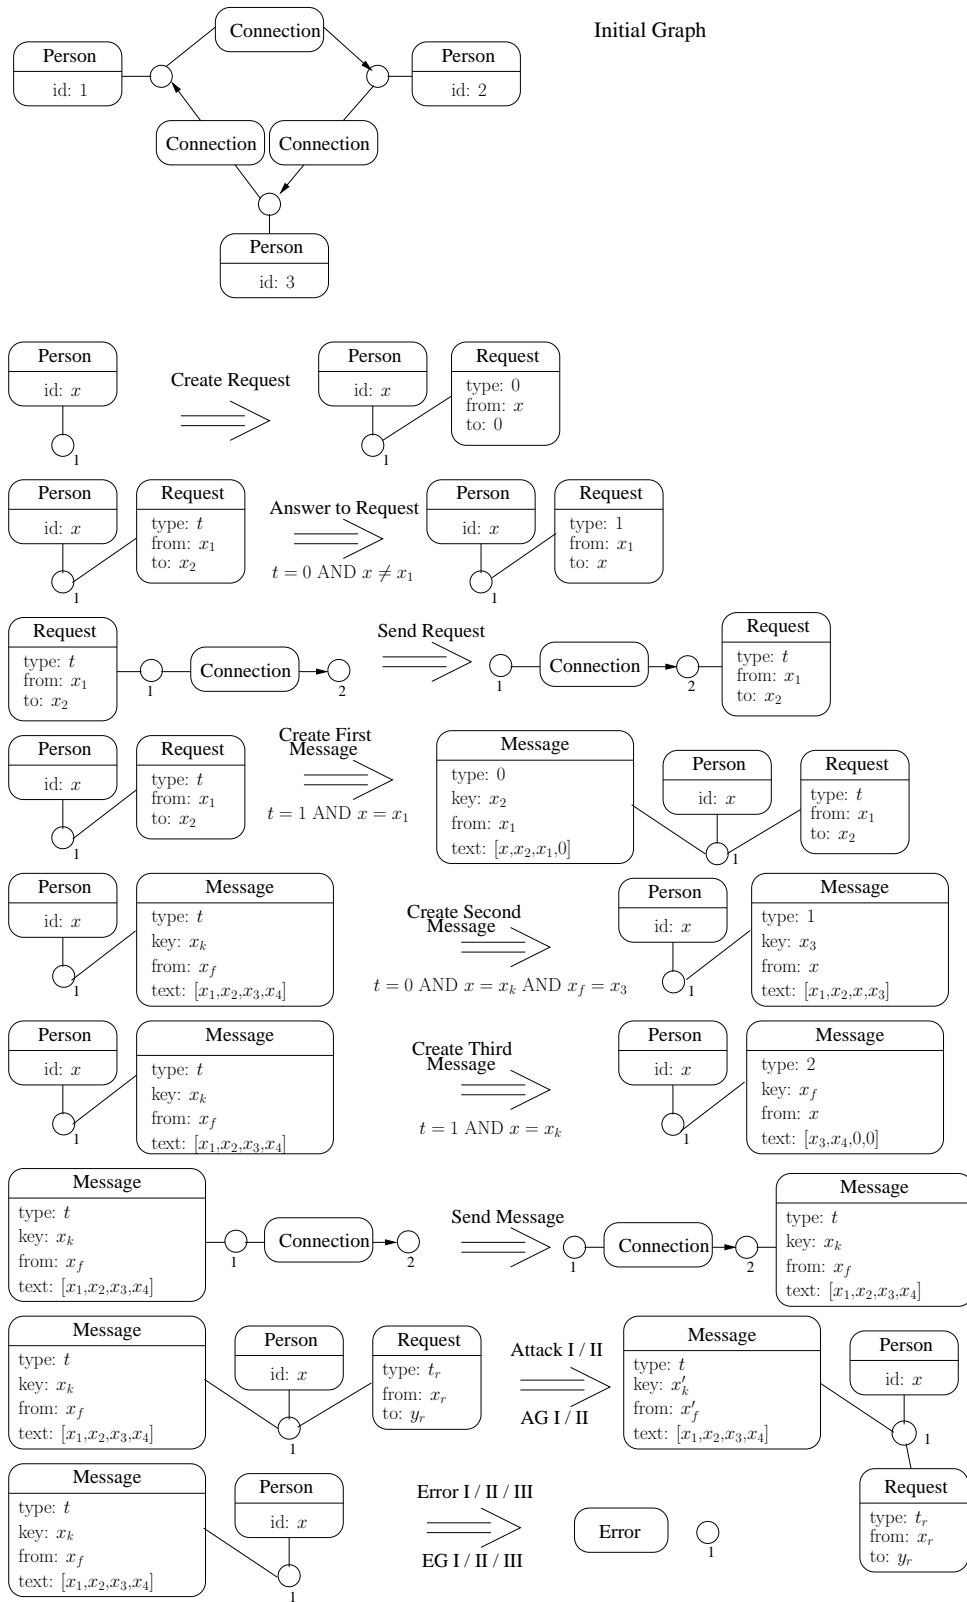 Initial Graph
Connection
Person
id: 1
Person
id: 2
Connection
Connection
Person
id: 3
Person
id: x
Create Request
Person
id: x
Request
type: 0
from: x
to: 0
1
1
Person
id: x
Request
type: t
from: x₁
to: x₂
1
Answer to Request
t = 0 AND x ≠ x₁
Person
id: x
Request
type: 1
from: x₁
to: x
1
Request
type: t
from: x₁
to: x₂
1
Connection
2
Send Request
1
Connection
2
Request
type: t
from: x₁
to: x₂
Person
id: x
Request
type: t
from: x₁
to: x₂
1
Create First
Message
t = 1 AND x = x₁
Message
type: 0
key: x₂
from: x₁
text: [x,x₂,x₁,0]
Person
id: x
1
Request
type: t
from: x₁
to: x₂
Person
id: x
1
Message
type: t
key: xₖ
from: x_f
text: [x₁,x₂,x₃,x₄]
Create Second
Message
t = 0 AND x = xₖ AND x_f = x₃
Person
id: x
1
Message
type: 1
key: x₃
from: x
text: [x₁,x₂,x,x₃]
Person
id: x
1
Message
type: t
key: xₖ
from: x_f
text: [x₁,x₂,x₃,x₄]
Create Third
Message
t = 1 AND x = xₖ
Person
id: x
1
Message
type: 2
key: x_f
from: x
text: [x₃,x₄,0,0]
Message
type: t
key: xₖ
from: x_f
text: [x₁,x₂,x₃,x₄]
1
Connection
2
Send Message
1
Connection
2
Message
type: t
key: xₖ
from: x_f
text: [x₁,x₂,x₃,x₄]
Message
type: t
key: xₖ
from: x_f
text: [x₁,x₂,x₃,x₄]
Person
id: x
1
Request
type: tᵣ
from: xᵣ
to: yᵣ
Attack I / II
AG I / II
Message
type: t
key: x′ₖ
from: x′_f
text: [x₁,x₂,x₃,x₄]
Person
id: x
1
Request
type: tᵣ
from: xᵣ
to: yᵣ
Message
type: t
key: xₖ
from: x_f
text: [x₁,x₂,x₃,x₄]
Person
id: x
1
Error I / II / III
EG I / II / III
Error
1